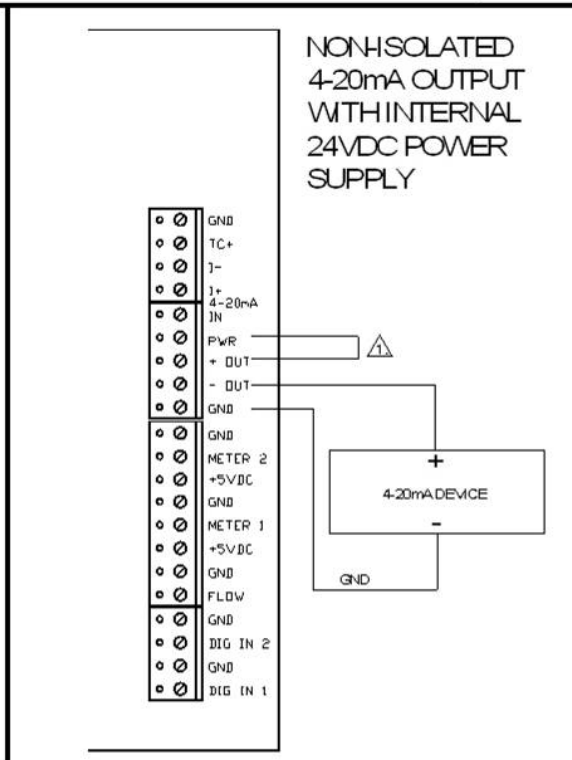 NON-ISOLATED
4-20mA OUTPUT
WITH INTERNAL
24VDC POWER
SUPPLY
GND
TC+
I-
I+
4-20mA
IN
PWR
+ OUT
- OUT
GND
GND
METER 2
+5VDC
GND
METER 1
+5VDC
GND
FLOW
GND
DIG IN 2
GND
DIG IN 1
1.
+
4-20mA DEVICE
-
GND